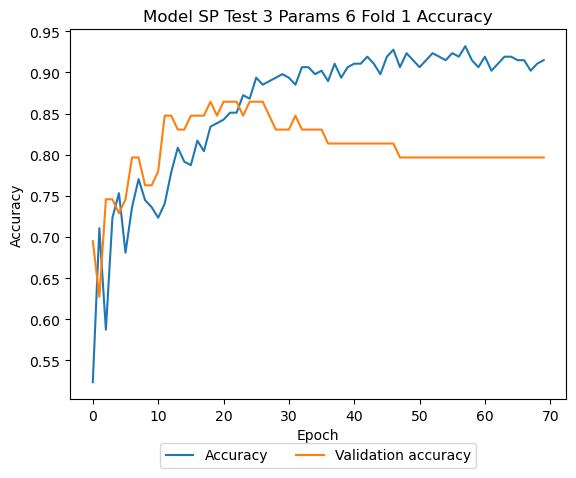 Model SP Test 3 Params 6 Fold 1 Accuracy
0.95
0.90
0.85
0.80
0.75
0.70
0.65
0.60
0.55
Accuracy
0 10 20 30 40 50 60 70
Epoch
Accuracy Validation accuracy